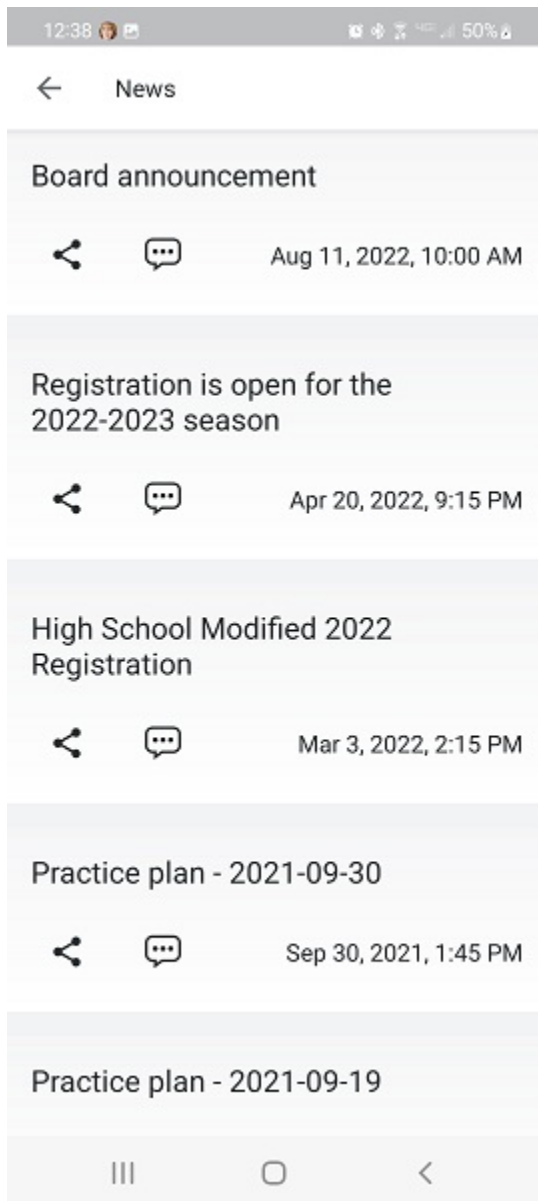 12:38
50%
News
Board announcement
Aug 11, 2022, 10:00 AM
Registration is open for the
2022-2023 season
Apr 20, 2022, 9:15 PM
High School Modified 2022
Registration
Mar 3, 2022, 2:15 PM
Practice plan - 2021-09-30
Sep 30, 2021, 1:45 PM
Practice plan - 2021-09-19